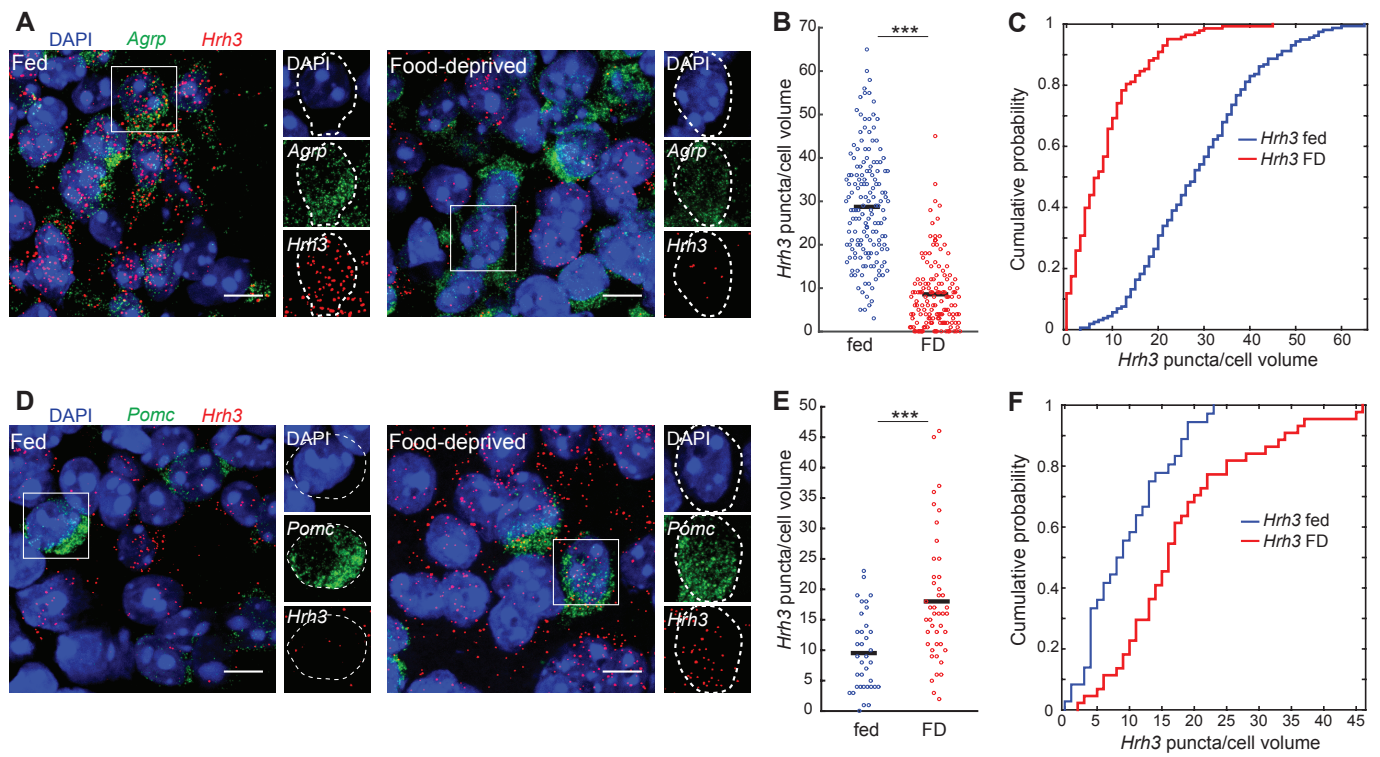 A
DAPI Agrp Hrh3
Fed
DAPI
Agrp
Hrh3
Food-deprived
DAPI
Agrp
Hrh3
B
***
Hrh3 puncta/cell volume
70
60
50
40
30
20
10
0
fed FD
C
Cumulative probability
1
0.8
0.6
0.4
0.2
0
Hrh3 fed
Hrh3 FD
0 10 20 30 40 50 60
Hrh3 puncta/cell volume
D
DAPI Pomc Hrh3
Fed
DAPI
Pomc
Hrh3
Food-deprived
DAPI
Pomc
Hrh3
E
***
Hrh3 puncta/cell volume
50
45
40
35
30
25
20
15
10
5
0
fed FD
F
Cumulative probability
1
0.8
0.6
0.4
0.2
0
Hrh3 fed
Hrh3 FD
0 5 10 15 20 25 30 35 40 45
Hrh3 puncta/cell volume